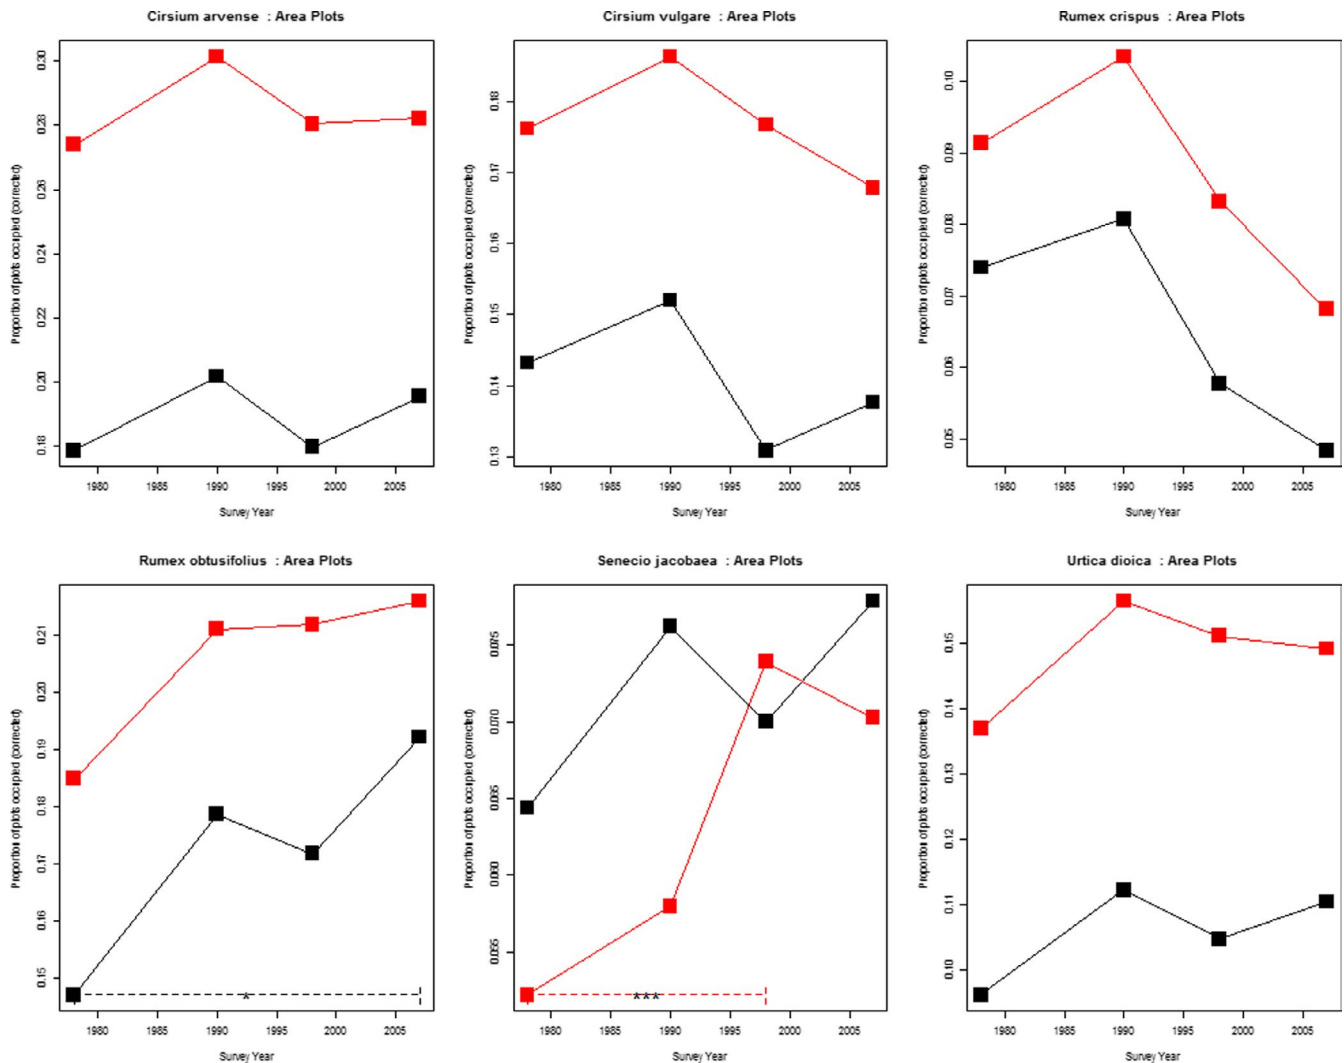 Cirsium arvense : Area Plots
Proportion of plots occupied (corrected)
0.30
0.28
0.26
0.24
0.22
0.20
0.18
1980 1985 1990 1995 2000 2005
Survey Year
Cirsium vulgare : Area Plots
Proportion of plots occupied (corrected)
0.18
0.17
0.16
0.15
0.14
0.13
1980 1985 1990 1995 2000 2005
Survey Year
Rumex crispus : Area Plots
Proportion of plots occupied (corrected)
0.10
0.09
0.08
0.07
0.06
0.05
1980 1985 1990 1995 2000 2005
Survey Year
Rumex obtusifolius : Area Plots
Proportion of plots occupied (corrected)
0.21
0.20
0.19
0.18
0.17
0.16
0.15
*
1980 1985 1990 1995 2000 2005
Survey Year
Senecio jacobaea : Area Plots
Proportion of plots occupied (corrected)
0.075
0.070
0.065
0.060
0.055
***
1980 1985 1990 1995 2000 2005
Survey Year
Urtica dioica : Area Plots
Proportion of plots occupied (corrected)
0.15
0.14
0.13
0.12
0.11
0.10
1980 1985 1990 1995 2000 2005
Survey Year